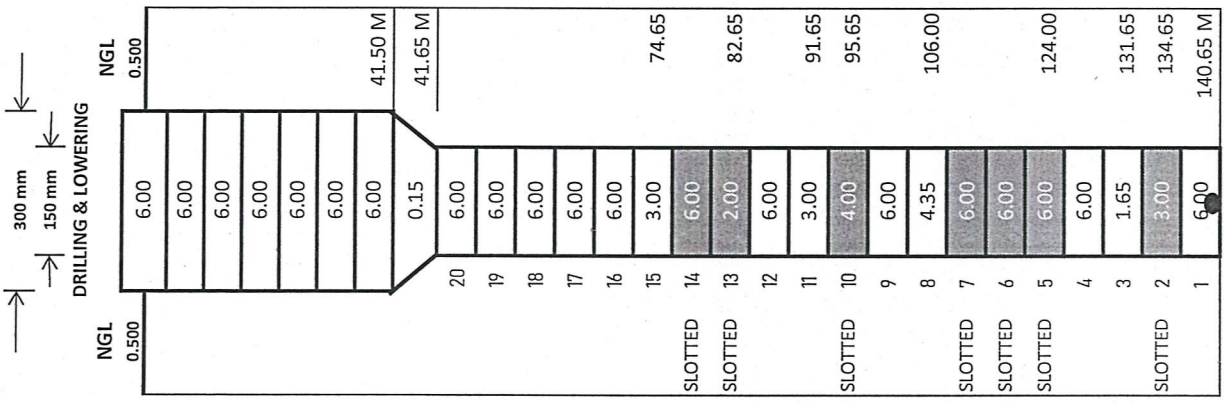 300 mm
150 mm
DRILLING & LOWERING
NGL NGL
0.500 0.500
6.00
6.00
6.00
6.00
6.00
6.00
6.00 41.50 M
0.15 41.65 M
20 6.00
19 6.00
18 6.00
17 6.00
16 6.00
15 3.00 74.65
SLOTTED 14 6.00
SLOTTED 13 2.00 82.65
12 6.00
11 3.00 91.65
SLOTTED 10 4.00 95.65
9 6.00
8 4.35 106.00
SLOTTED 7 6.00
SLOTTED 6 6.00
SLOTTED 5 6.00 124.00
4 6.00
3 1.65 131.65
SLOTTED 2 3.00 134.65
1 6.00 140.65 M